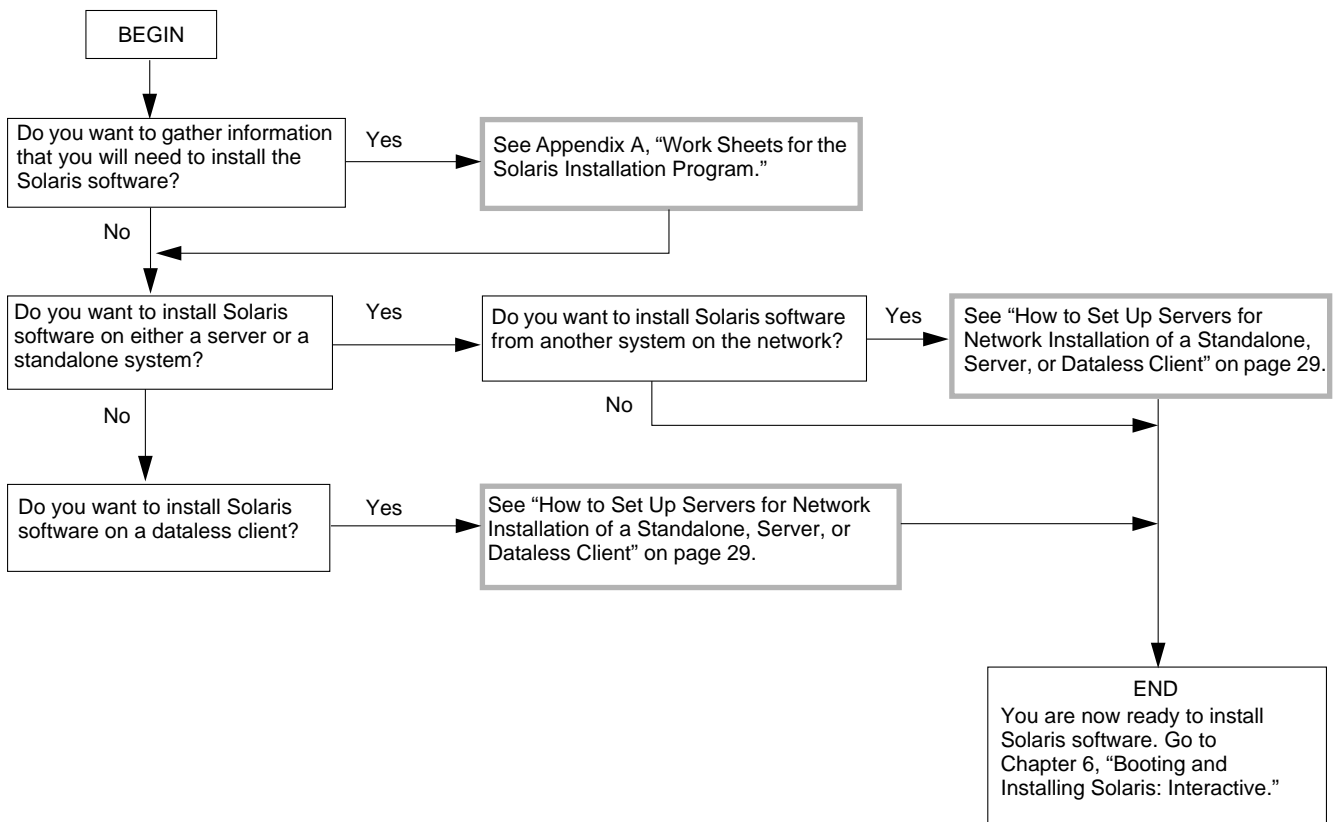 BEGIN
Do you want to gather information
that you will need to install the
Solaris software?
Yes
See Appendix A, “Work Sheets for the
Solaris Installation Program.”
No
Do you want to install Solaris
software on either a server or a
standalone system?
Yes
Do you want to install Solaris software
from another system on the network?
Yes
See “How to Set Up Servers for
Network Installation of a Standalone,
Server, or Dataless Client” on page 29.
No
No
Do you want to install Solaris
software on a dataless client?
Yes
See “How to Set Up Servers for Network
Installation of a Standalone, Server, or
Dataless Client” on page 29.
END
You are now ready to install
Solaris software. Go to
Chapter 6, “Booting and
Installing Solaris: Interactive.”